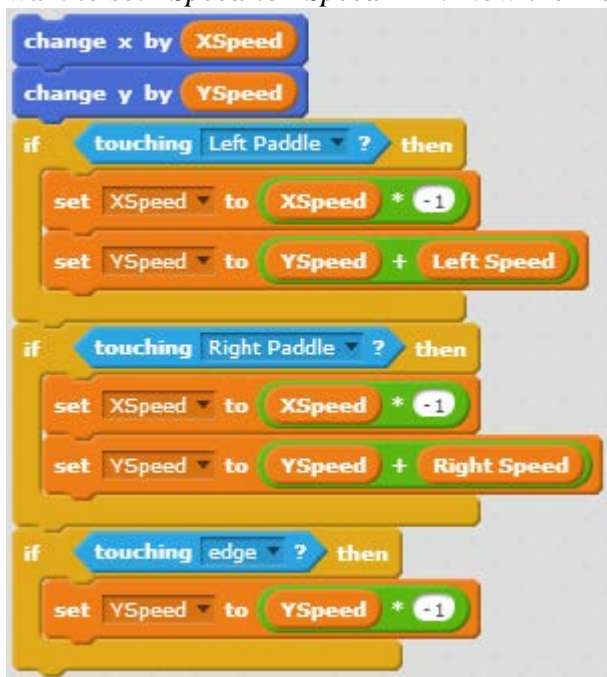 change x by XSpeed
change y by YSpeed
if touching Left Paddle ? then
set XSpeed to XSpeed * -1
set YSpeed to YSpeed + Left Speed
if touching Right Paddle ? then
set XSpeed to XSpeed * -1
set YSpeed to YSpeed + Right Speed
if touching edge ? then
set YSpeed to YSpeed * -1